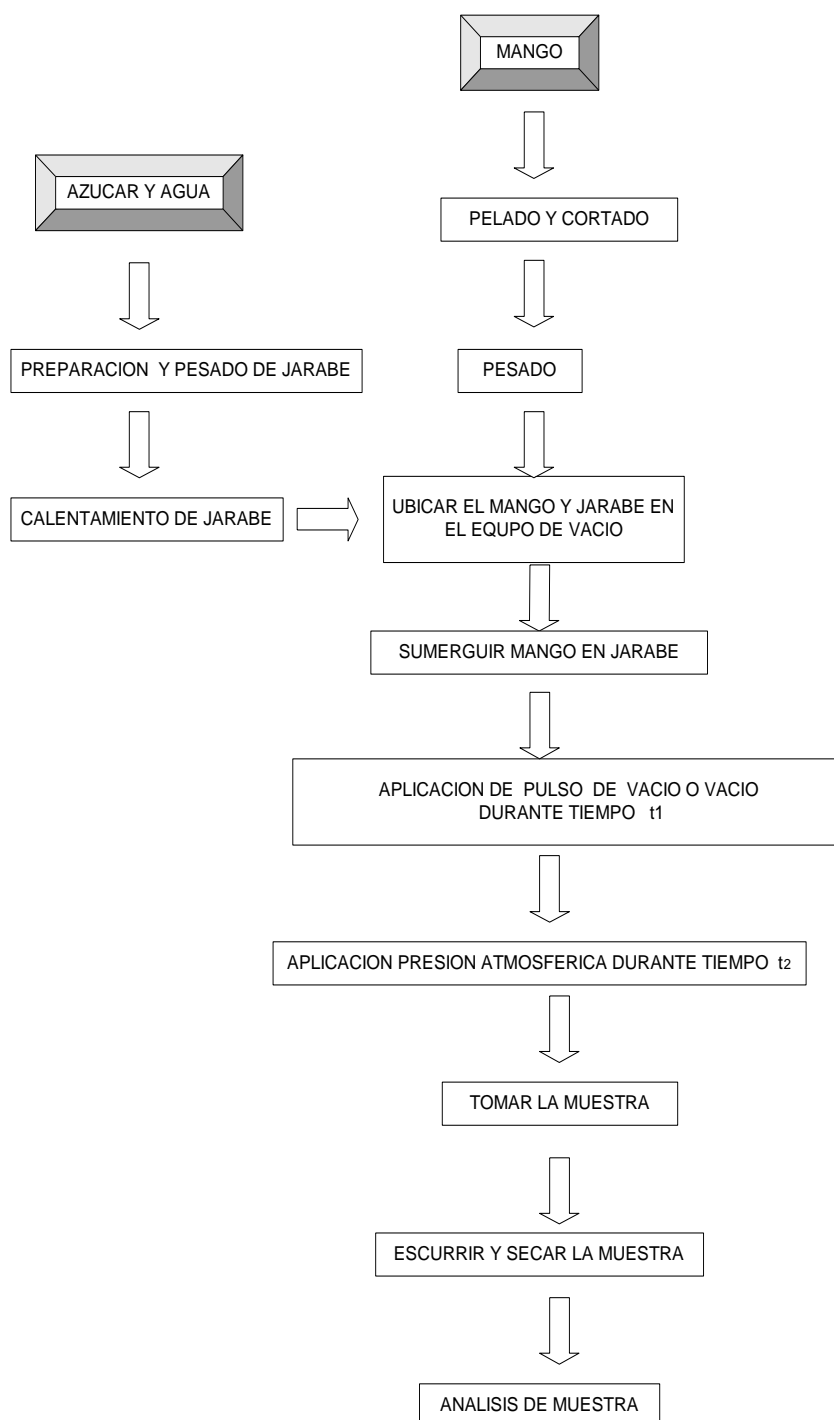 MANGO
AZUCAR Y AGUA
PELADO Y CORTADO
PREPARACION Y PESADO DE JARABE
PESADO
CALENTAMIENTO DE JARABE
UBICAR EL MANGO Y JARABE EN
EL EQUPO DE VACIO
SUMERGUIR MANGO EN JARABE
APLICACION DE PULSO DE VACIO O VACIO
DURANTE TIEMPO t1
APLICACION PRESION ATMOSFERICA DURANTE TIEMPO t2
TOMAR LA MUESTRA
ESCURRIR Y SECAR LA MUESTRA
ANALISIS DE MUESTRA